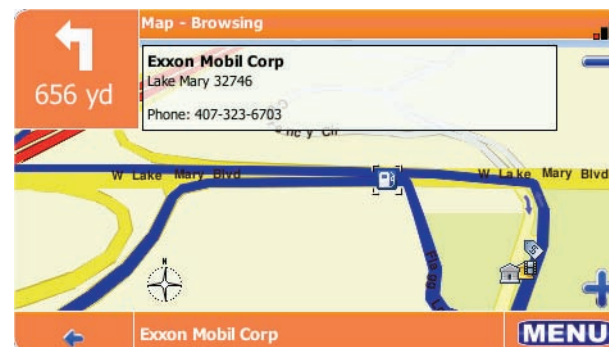 Map - Browsing
656 yd
Exxon Mobil Corp
Lake Mary 32746
Phone: 407-323-6703
W Lake Mary Blvd
W Lake Mary Blvd
N
Exxon Mobil Corp
MENU